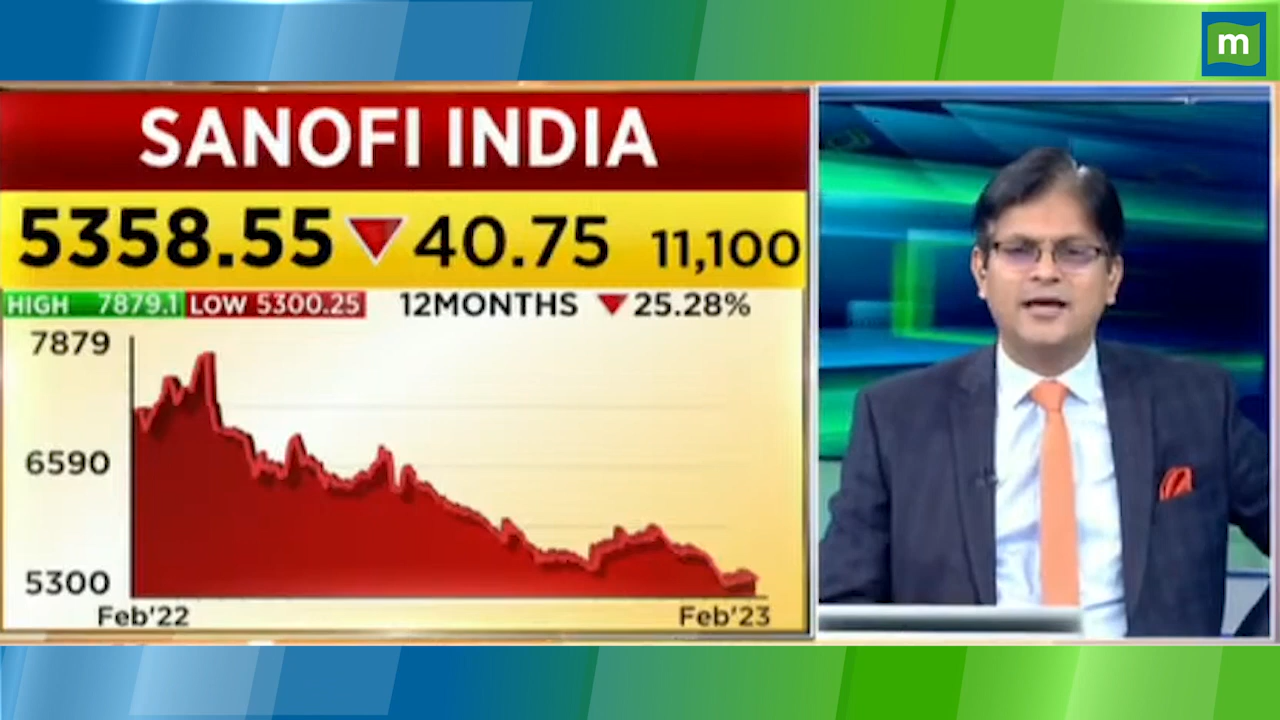 m
SANOFI INDIA
5358.55 ▼ 40.75 11,100
HIGH 7879.1 LOW 5300.25 12MONTHS ▼ 25.28%
7879
6590
5300
Feb'22 Feb'23